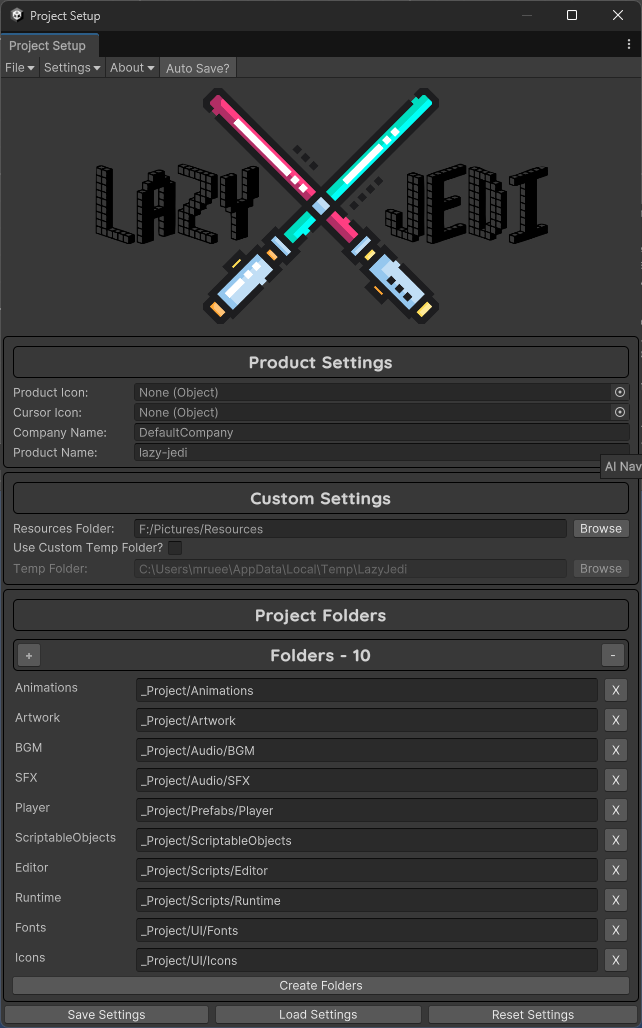 Project Setup
Project Setup
File Settings About Auto Save?
LAZY JEDI
Product Settings
Product Icon: None (Object)
Cursor Icon: None (Object)
Company Name: DefaultCompany
Product Name: lazy-jedi
AI Nav
Custom Settings
Resources Folder: F:/Pictures/Resources Browse
Use Custom Temp Folder?
Temp Folder: C:\Users\mruee\AppData\Local\Temp\LazyJedi Browse
Project Folders
+ Folders - 10 -
Animations _Project/Animations X
Artwork _Project/Artwork X
BGM _Project/Audio/BGM X
SFX _Project/Audio/SFX X
Player _Project/Prefabs/Player X
ScriptableObjects _Project/ScriptableObjects X
Editor _Project/Scripts/Editor X
Runtime _Project/Scripts/Runtime X
Fonts _Project/UI/Fonts X
Icons _Project/UI/Icons X
Create Folders
Save Settings Load Settings Reset Settings